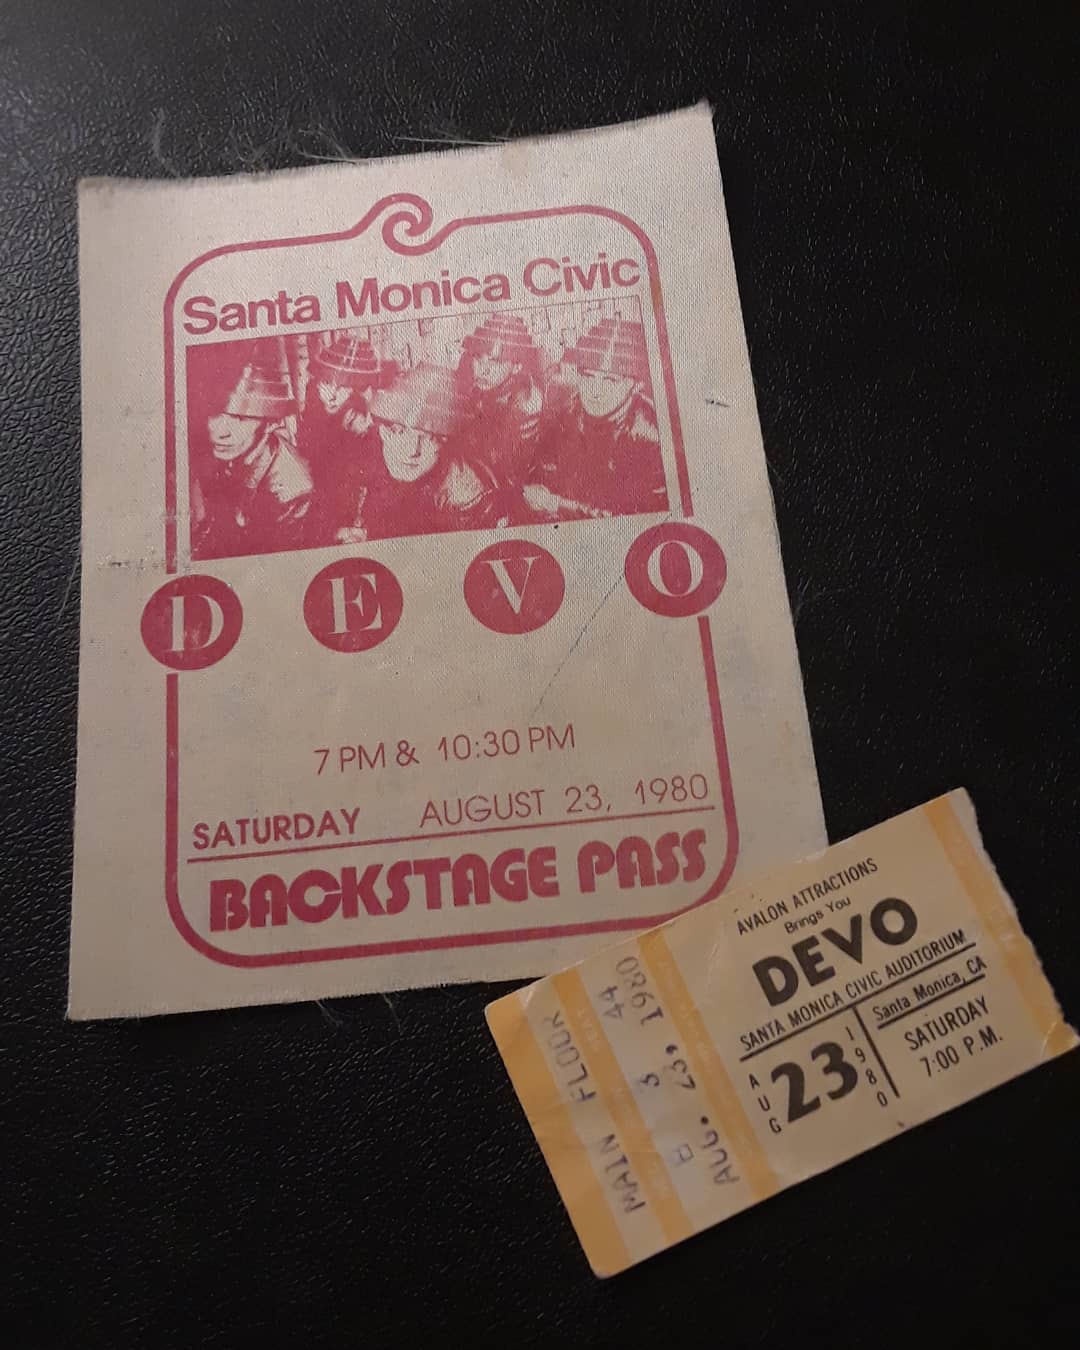 Santa Monica Civic
D E V O
7 PM & 10:30 PM
SATURDAY AUGUST 23, 1980
BACKSTAGE PASS
AVALON ATTRACTIONS
Brings You
DEVO
SANTA MONICA CIVIC AUDITORIUM
AUG 23 1980
Santa Monica, CA
SATURDAY
7:00 P.M.
MAIN FLOOR
B 3 44
AUG. 23, 1980